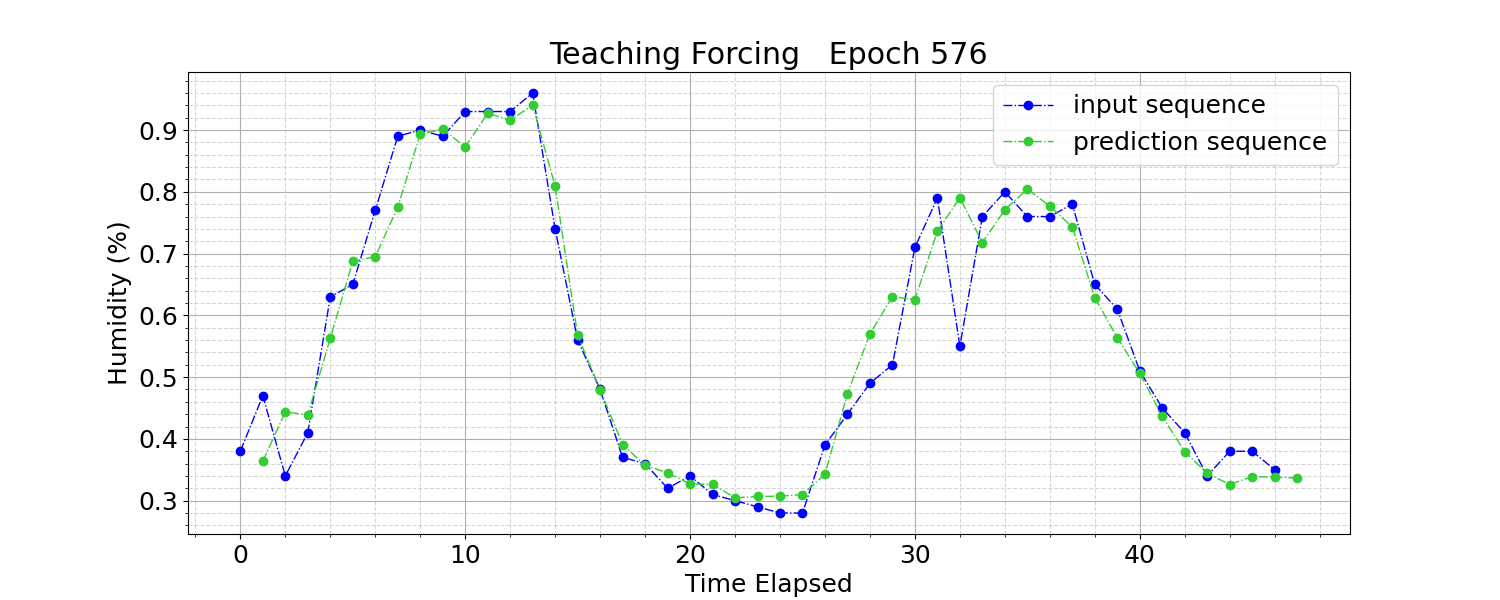 Teaching Forcing   Epoch 576
input sequence
prediction sequence
Humidity (%)
0.9
0.8
0.7
0.6
0.5
0.4
0.3
0 10 20 30 40
Time Elapsed